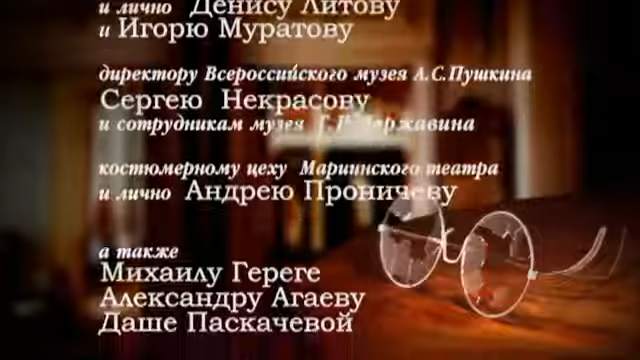 и лично Денису Литову
и Игорю Муратову
директору Всероссийского музея А.С.Пушкина
Сергею Некрасову
и сотрудникам музея Г.Р.Державина
костюмерному цеху Мариинского театра
и лично Андрею Проничеву
а также
Михаилу Гереге
Александру Агаеву
Даше Паскачевой